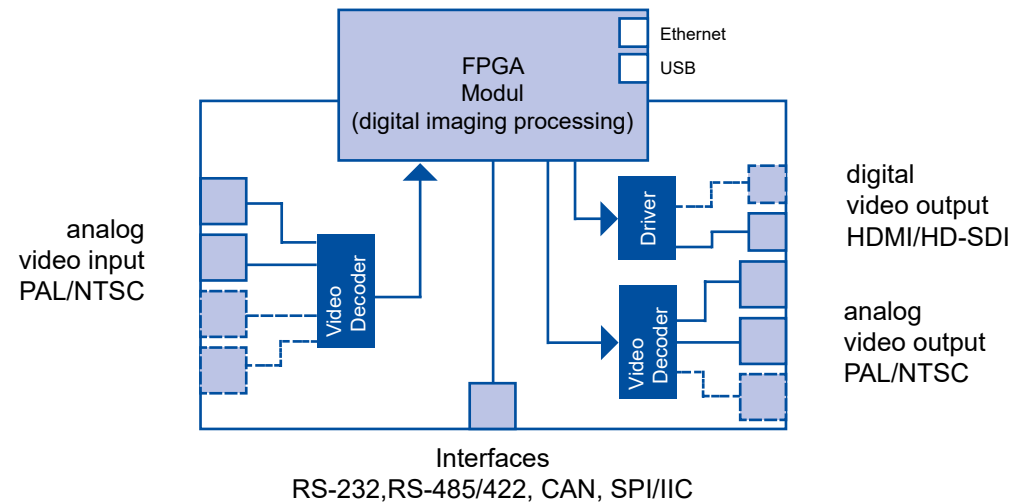 Ethernet
USB
FPGA
Modul
(digital imaging processing)
analog
video input
PAL/NTSC
Video
Decoder
Driver
digital
video output
HDMI/HD-SDI
Video
Decoder
analog
video output
PAL/NTSC
Interfaces
RS-232,RS-485/422, CAN, SPI/IIC